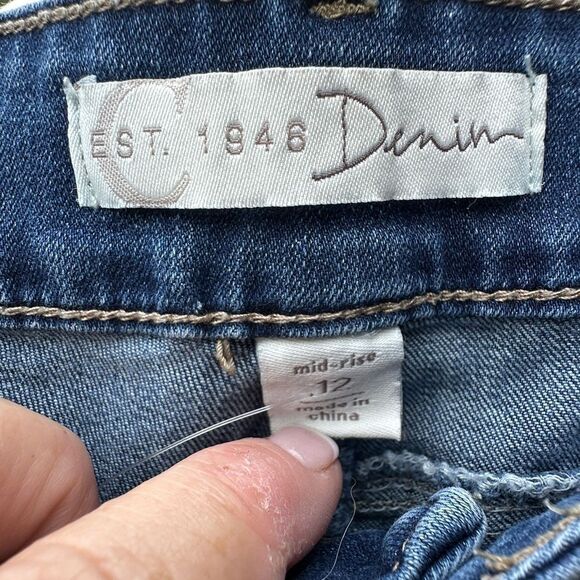 C
EST. 1946 Denim
mid-rise
.12
made in
china